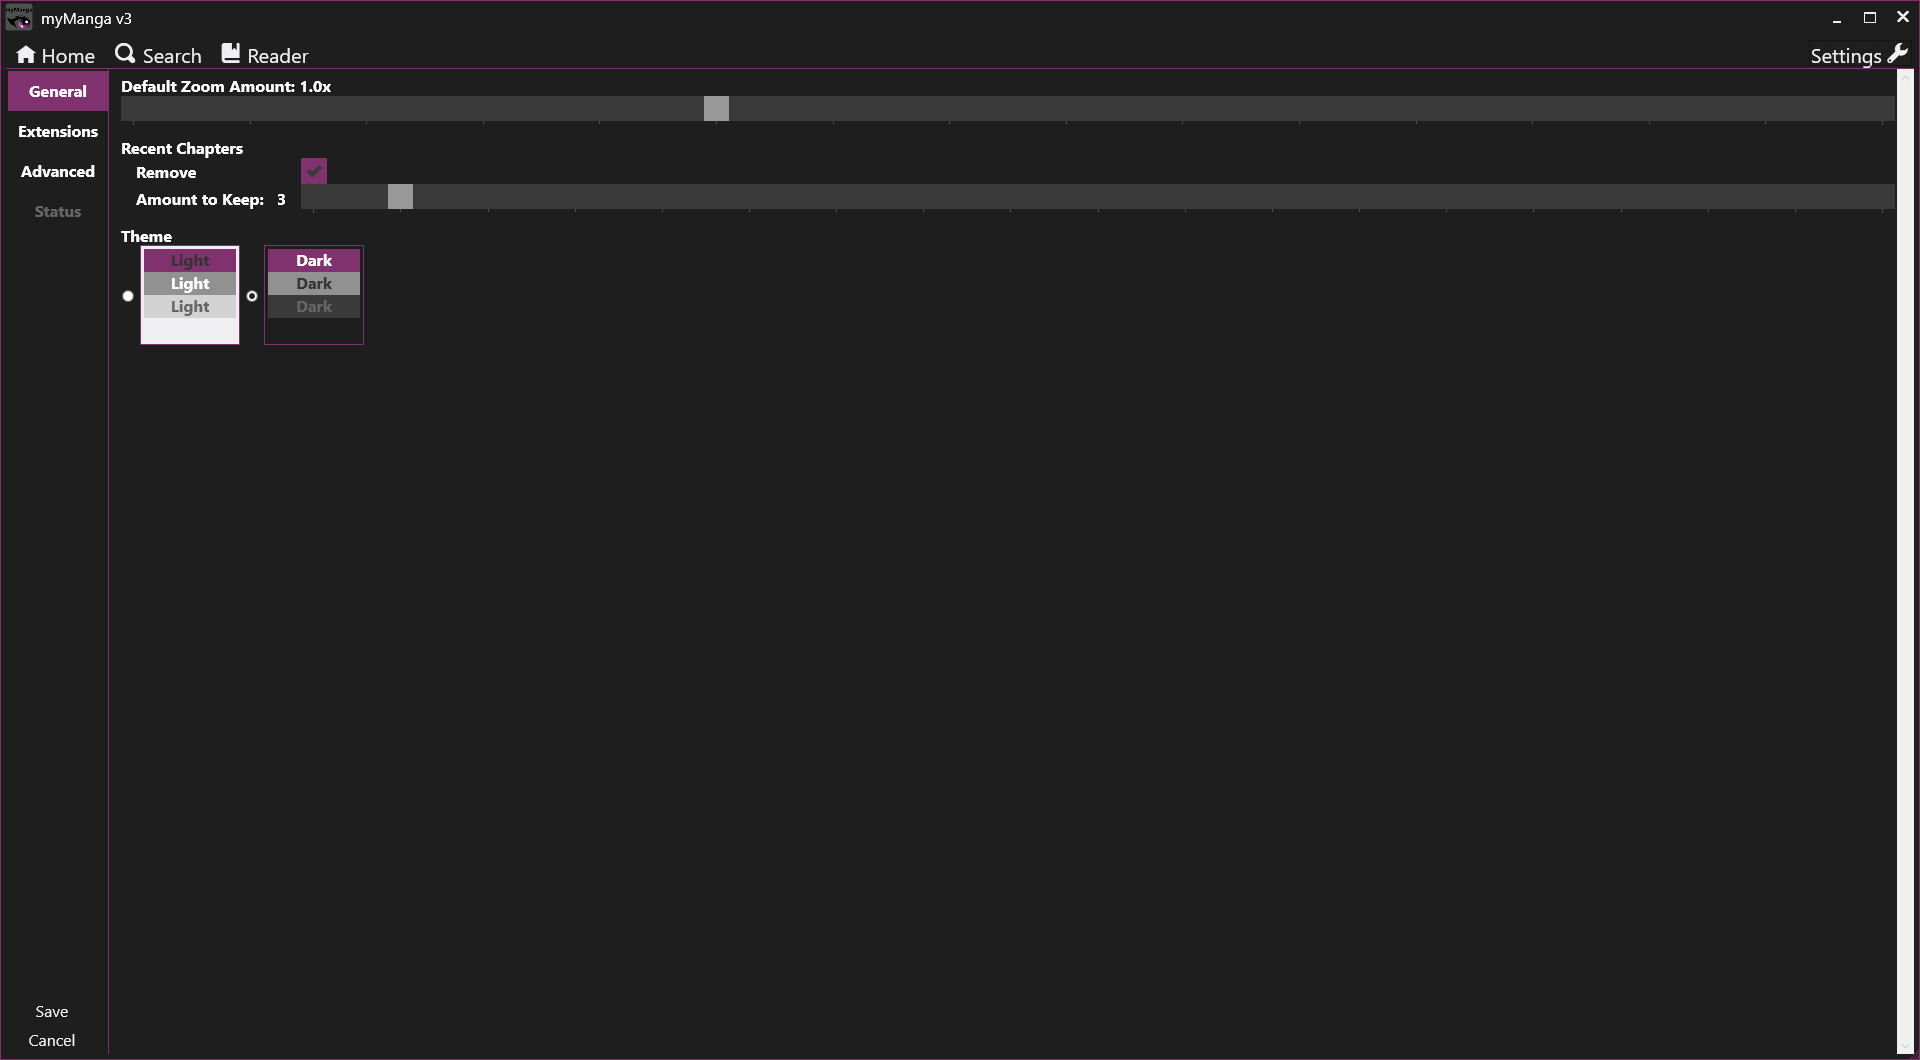 myManga v3
Home Search Reader Settings
General
Extensions
Advanced
Status
Default Zoom Amount: 1.0x
Recent Chapters
Remove
Amount to Keep: 3
Theme
Light Dark
Light Dark
Light Dark
Save
Cancel